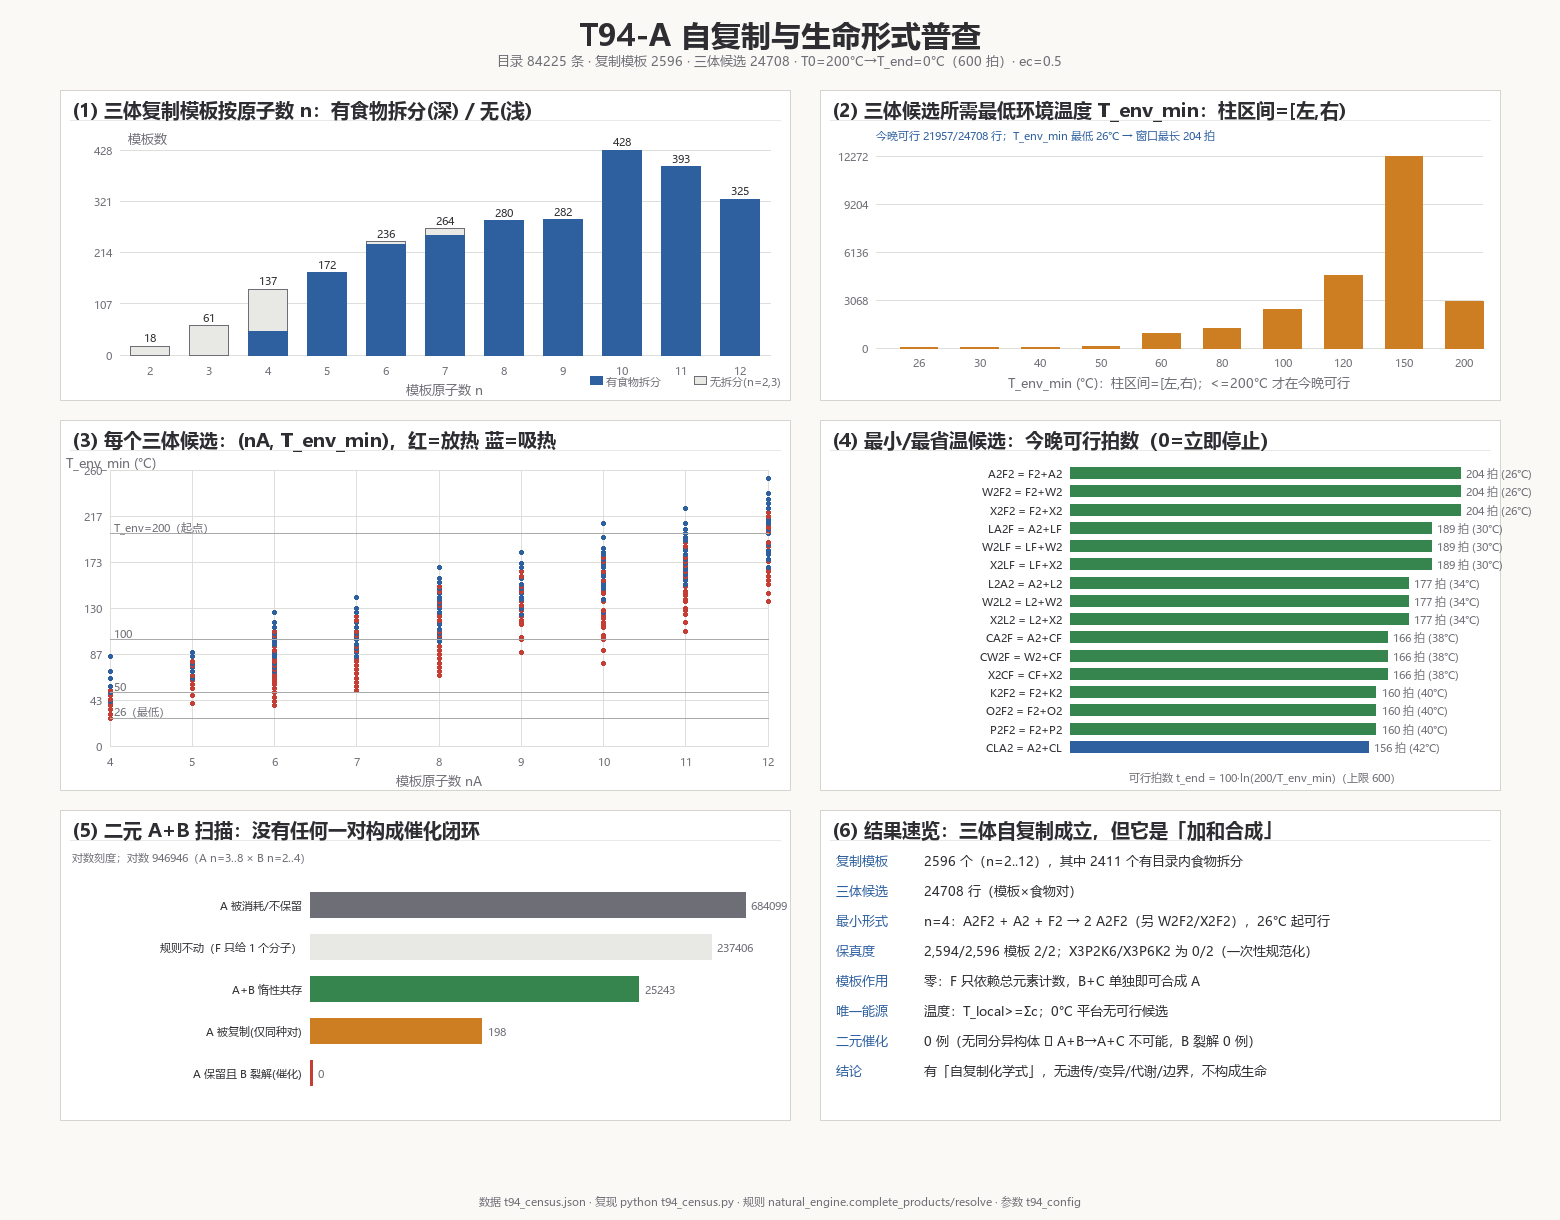 T94-A 自复制与生命形式普查
目录 84225 条 · 复制模板 2596 · 三体候选 24708 · T0=200℃→T_end=0℃（600 拍）· ec=0.5
(1) 三体复制模板按原子数 n：有食物拆分(深) / 无(浅)
模板数
428
321
214
107
0
18
61
137
172
236
264
280
282
428
393
325
2
3
4
5
6
7
8
9
10
11
12
有食物拆分
无拆分(n=2,3)
模板原子数 n
(2) 三体候选所需最低环境温度 T_env_min：柱区间=[左,右)
今晚可行 21957/24708 行；T_env_min 最低 26℃ → 窗口最长 204 拍
12272
9204
6136
3068
0
26
30
40
50
60
80
100
120
150
200
T_env_min (℃)：柱区间=[左,右)；<=200℃ 才在今晚可行
(3) 每个三体候选：(nA, T_env_min)，红=放热 蓝=吸热
T_env_min (℃)
260
217
173
130
87
43
0
T_env=200（起点）
100
50
26（最低）
4
5
6
7
8
9
10
11
12
模板原子数 nA
(4) 最小/最省温候选：今晚可行拍数（0=立即停止）
A2F2 = F2+A2
204 拍 (26℃)
W2F2 = F2+W2
204 拍 (26℃)
X2F2 = F2+X2
204 拍 (26℃)
LA2F = A2+LF
189 拍 (30℃)
W2LF = LF+W2
189 拍 (30℃)
X2LF = LF+X2
189 拍 (30℃)
L2A2 = A2+L2
177 拍 (34℃)
W2L2 = L2+W2
177 拍 (34℃)
X2L2 = L2+X2
177 拍 (34℃)
CA2F = A2+CF
166 拍 (38℃)
CW2F = W2+CF
166 拍 (38℃)
X2CF = CF+X2
166 拍 (38℃)
K2F2 = F2+K2
160 拍 (40℃)
O2F2 = F2+O2
160 拍 (40℃)
P2F2 = F2+P2
160 拍 (40℃)
CLA2 = A2+CL
156 拍 (42℃)
可行拍数 t_end = 100·ln(200/T_env_min)（上限 600）
(5) 二元 A+B 扫描：没有任何一对构成催化闭环
对数刻度；对数 946946（A n=3..8 × B n=2..4）
A 被消耗/不保留
684099
规则不动（F 只给 1 个分子）
237406
A+B 惰性共存
25243
A 被复制(仅同种对)
198
A 保留且 B 裂解(催化)
0
(6) 结果速览：三体自复制成立，但它是「加和合成」
复制模板 2596 个（n=2..12），其中 2411 个有目录内食物拆分
三体候选 24708 行（模板×食物对）
最小形式 n=4：A2F2 + A2 + F2 → 2 A2F2（另 W2F2/X2F2），26℃ 起可行
保真度 2,594/2,596 模板 2/2；X3P2K6/X3P6K2 为 0/2（一次性规范化）
模板作用 零：F 只依赖总元素计数，B+C 单独即可合成 A
唯一能源 温度：T_local>=Σc；0℃ 平台无可行候选
二元催化 0 例（无同分异构体 ▯ A+B→A+C 不可能，B 裂解 0 例）
结论 有「自复制化学式」，无遗传/变异/代谢/边界，不构成生命
数据 t94_census.json · 复现 python t94_census.py · 规则 natural_engine.complete_products/resolve · 参数 t94_config